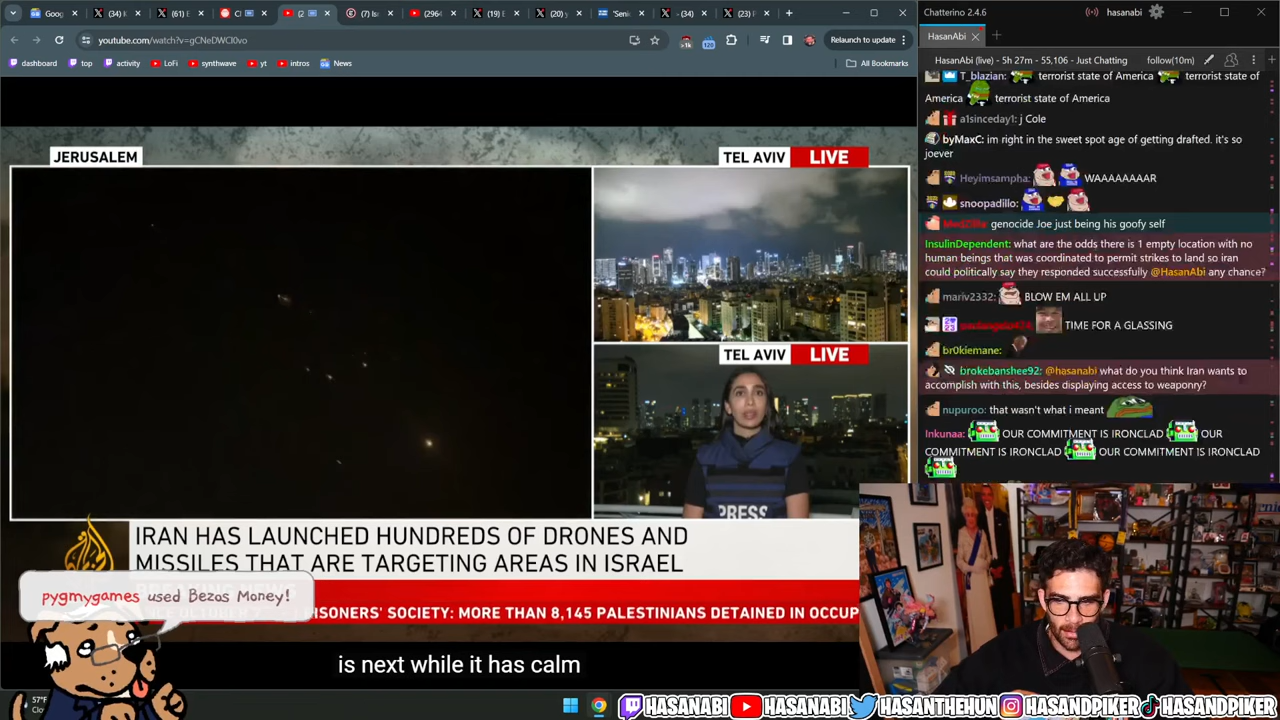 Goog
youtube.com/watch?v=gCNeDWCl0vo
Relaunch to update
dashboard
top
activity
LoFi
synthwave
yt
intros
News
All Bookmarks
JERUSALEM
TEL AVIV LIVE
TEL AVIV LIVE
PRESS
IRAN HAS LAUNCHED HUNDREDS OF DRONES AND
MISSILES THAT ARE TARGETING AREAS IN ISRAEL
BREAKING NEWS
SONERS' SOCIETY: MORE THAN 8,145 PALESTINIANS DETAINED IN OCCUP
pygmygames used Bezos Money!
is next while it has calm
57°F
Chatterino 2.4.6
hasanabi
HasanAbi
HasanAbi (live) - 5h 27m - 55,106 - Just Chatting
follow(10m)
T_blazian: terrorist state of America terrorist state of
America terrorist state of America
a1sinceday1: j Cole
byMaxC: im right in the sweet spot age of getting drafted. it's so
joever
Heyimsampha: WAAAAAAAR
snoopadillo:
genocide Joe just being his goofy self
InsulinDependent: what are the odds there is 1 empty location with no
human beings that was coordinated to permit strikes to land so iran
could politically say they responded successfully @HasanAbi any chance?
mariv2332: BLOW EM ALL UP
TIME FOR A GLASSING
br0kiemane:
brokebanshee92: @hasanabi what do you think Iran wants to
accomplish with this, besides displaying access to weaponry?
nupuroo: that wasn't what i meant
Inkunaa: OUR COMMITMENT IS IRONCLAD OUR
COMMITMENT IS IRONCLAD OUR COMMITMENT IS IRONCLAD
HASANABI HASANABI HASANTHEHUN HASANDPIKER HASANDPIKER